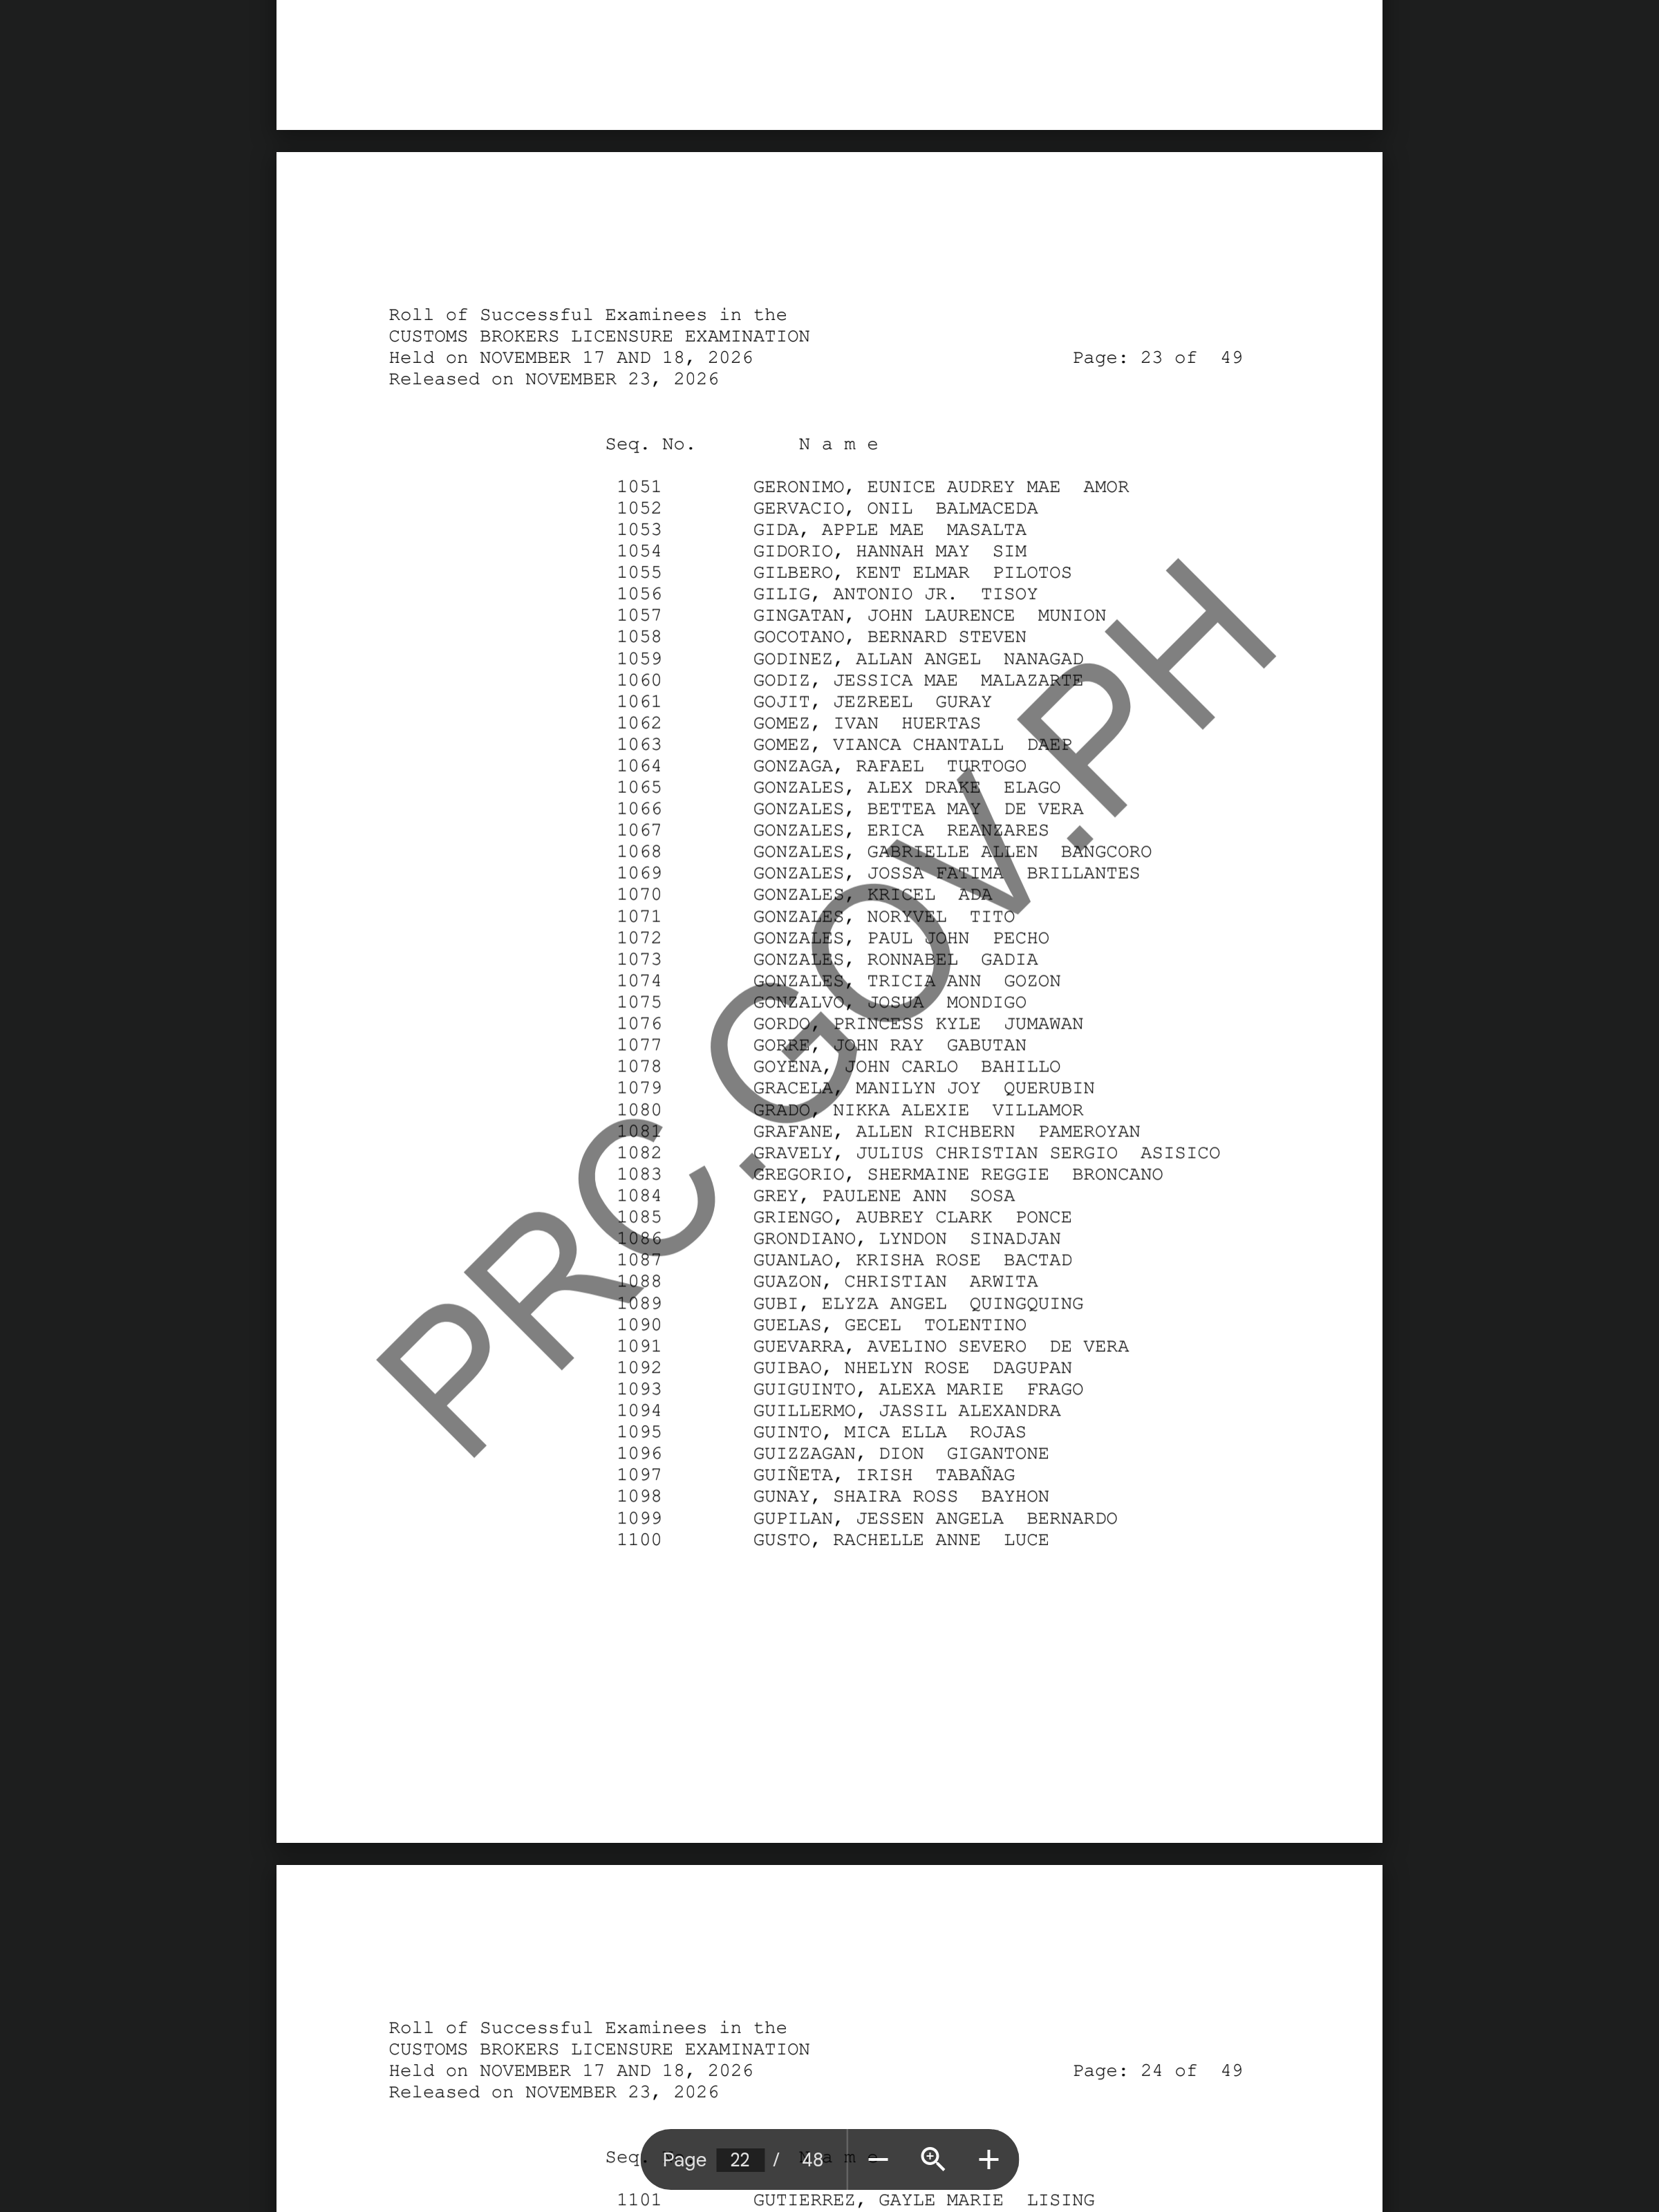 Roll of Successful Examinees in the
CUSTOMS BROKERS LICENSURE EXAMINATION
Held on NOVEMBER 17 AND 18, 2026 Page: 23 of 49
Released on NOVEMBER 23, 2026
Seq. No. N a m e
1051 GERONIMO, EUNICE AUDREY MAE AMOR
1052 GERVACIO, ONIL BALMACEDA
1053 GIDA, APPLE MAE MASALTA
1054 GIDORIO, HANNAH MAY SIM
1055 GILBERO, KENT ELMAR PILOTOS
1056 GILIG, ANTONIO JR. TISOY
1057 GINGATAN, JOHN LAURENCE MUNION
1058 GOCOTANO, BERNARD STEVEN
1059 GODINEZ, ALLAN ANGEL NANAGAD
1060 GODIZ, JESSICA MAE MALAZARTE
1061 GOJIT, JEZREEL GURAY
1062 GOMEZ, IVAN HUERTAS
1063 GOMEZ, VIANCA CHANTALL DAEP
1064 GONZAGA, RAFAEL TURTOGO
1065 GONZALES, ALEX DRAKE ELAGO
1066 GONZALES, BETTEA MAY DE VERA
1067 GONZALES, ERICA REANZARES
1068 GONZALES, GABRIELLE ALLEN BANGCORO
1069 GONZALES, JOSSA FATIMA BRILLANTES
1070 GONZALES, KRICEL ADA
1071 GONZALES, NORYVEL TITO
1072 GONZALES, PAUL JOHN PECHO
1073 GONZALES, RONNABEL GADIA
1074 GONZALES, TRICIA ANN GOZON
1075 GONZALVO, JOSUA MONDIGO
1076 GORDO, PRINCESS KYLE JUMAWAN
1077 GORRE, JOHN RAY GABUTAN
1078 GOYENA, JOHN CARLO BAHILLO
1079 GRACELA, MANILYN JOY QUERUBIN
1080 GRADO, NIKKA ALEXIE VILLAMOR
1081 GRAFANE, ALLEN RICHBERN PAMEROYAN
1082 GRAVELY, JULIUS CHRISTIAN SERGIO ASISICO
1083 GREGORIO, SHERMAINE REGGIE BRONCANO
1084 GREY, PAULENE ANN SOSA
1085 GRIENGO, AUBREY CLARK PONCE
1086 GRONDIANO, LYNDON SINADJAN
1087 GUANLAO, KRISHA ROSE BACTAD
1088 GUAZON, CHRISTIAN ARWITA
1089 GUBI, ELYZA ANGEL QUINGQUING
1090 GUELAS, GECEL TOLENTINO
1091 GUEVARRA, AVELINO SEVERO DE VERA
1092 GUIBAO, NHELYN ROSE DAGUPAN
1093 GUIGUINTO, ALEXA MARIE FRAGO
1094 GUILLERMO, JASSIL ALEXANDRA
1095 GUINTO, MICA ELLA ROJAS
1096 GUIZZAGAN, DION GIGANTONE
1097 GUIÑETA, IRISH TABAÑAG
1098 GUNAY, SHAIRA ROSS BAYHON
1099 GUPILAN, JESSEN ANGELA BERNARDO
1100 GUSTO, RACHELLE ANNE LUCE
PRC.GOV.PH
Roll of Successful Examinees in the
CUSTOMS BROKERS LICENSURE EXAMINATION
Held on NOVEMBER 17 AND 18, 2026 Page: 24 of 49
Released on NOVEMBER 23, 2026
Seq.
Page 22 / 48
1101 GUTIERREZ, GAYLE MARIE LISING